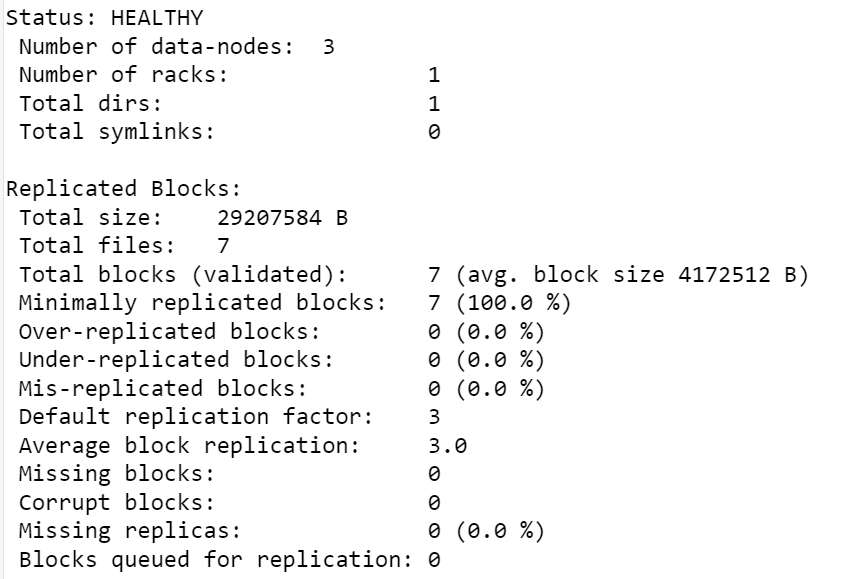 Status: HEALTHY
Number of data-nodes: 3
Number of racks: 1
Total dirs: 1
Total symlinks: 0
Replicated Blocks:
Total size: 29207584 B
Total files: 7
Total blocks (validated): 7 (avg. block size 4172512 B)
Minimally replicated blocks: 7 (100.0 %)
Over-replicated blocks: 0 (0.0 %)
Under-replicated blocks: 0 (0.0 %)
Mis-replicated blocks: 0 (0.0 %)
Default replication factor: 3
Average block replication: 3.0
Missing blocks: 0
Corrupt blocks: 0
Missing replicas: 0 (0.0 %)
Blocks queued for replication: 0